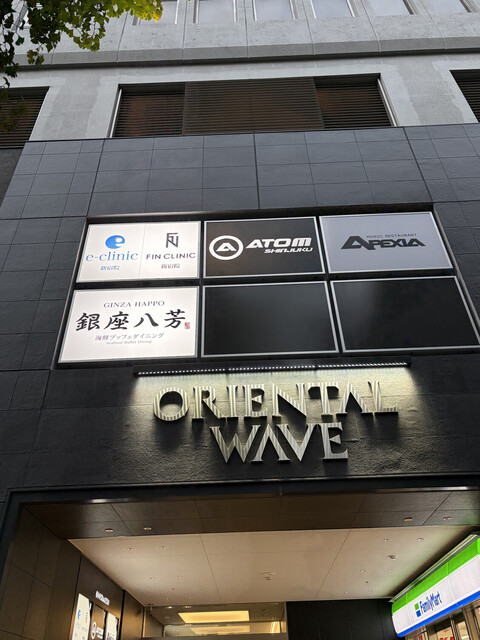 e-clinic
新宿院
FIN CLINIC
新宿院
ATOM
SHINJUKU
MUSIC RESTAURANT
APEXIA
GINZA HAPPO
銀座八芳
海鮮ブッフェダイニング
Seafood Buffet Dining
ORIENTAL
WAVE
FamilyMart